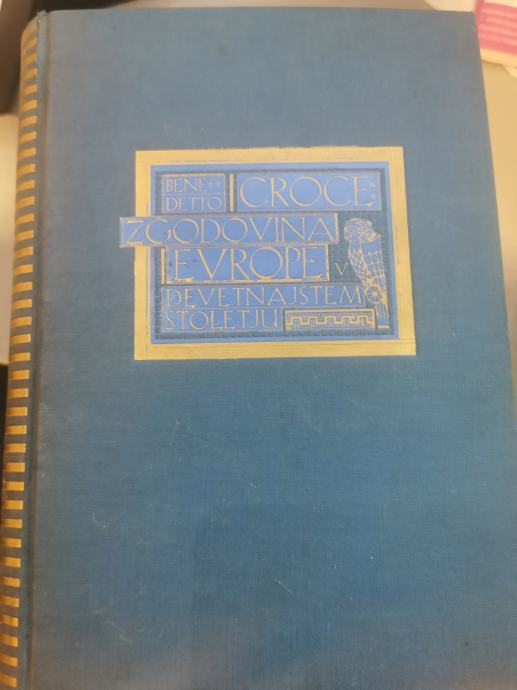 BENE
DETTO CROCE
ZGODOVINA
EVROPE V
DEVETNAJSTEM
STOLETJU